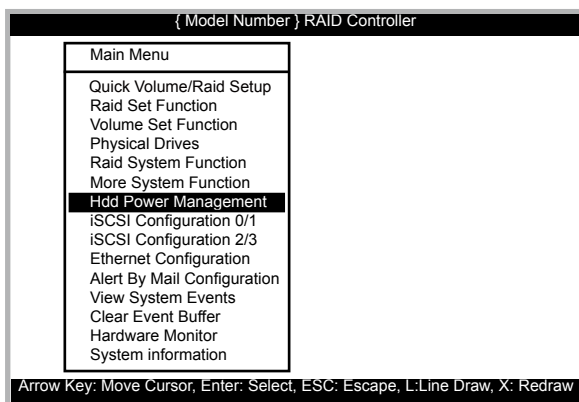 { Model Number } RAID Controller
Main Menu
Quick Volume/Raid Setup
Raid Set Function
Volume Set Function
Physical Drives
Raid System Function
More System Function
Hdd Power Management
iSCSI Configuration 0/1
iSCSI Configuration 2/3
Ethernet Configuration
Alert By Mail Configuration
View System Events
Clear Event Buffer
Hardware Monitor
System information
Arrow Key: Move Cursor, Enter: Select, ESC: Escape, L:Line Draw, X: Redraw